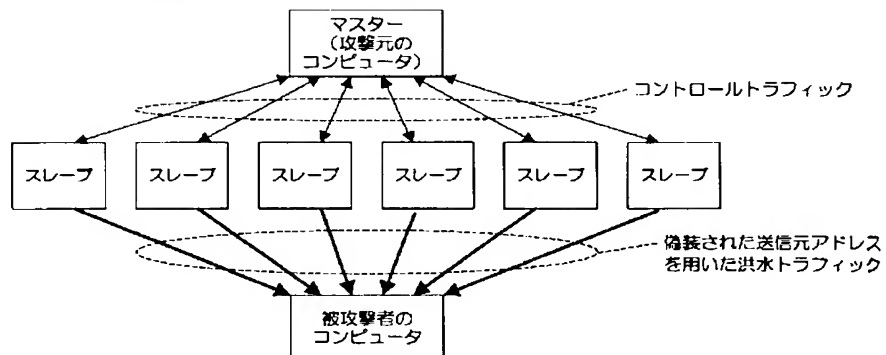 マスター
（攻撃元の
コンピュータ）
コントロールトラフィック
スレーブ
スレーブ
スレーブ
スレーブ
スレーブ
スレーブ
偽装された送信元アドレス
を用いた洪水トラフィック
被攻撃者の
コンピュータ